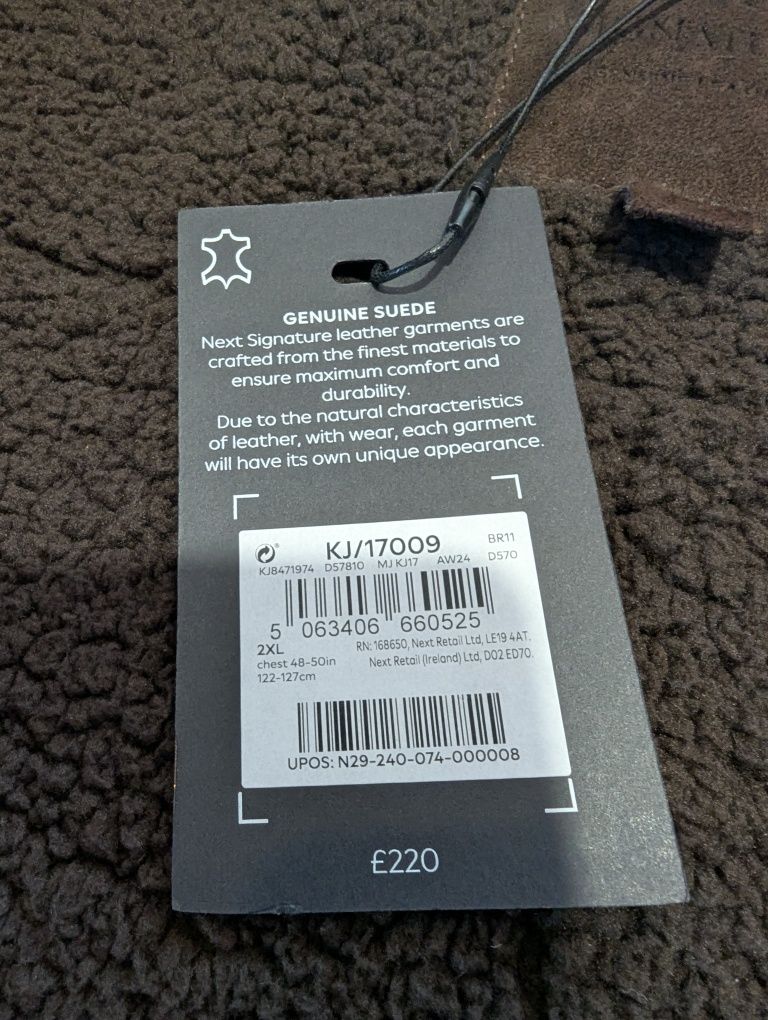 GENUINE SUEDE
Next Signature leather garments are
crafted from the finest materials to
ensure maximum comfort and
durability.
Due to the natural characteristics
of leather, with wear, each garment
will have its own unique appearance.
KJ/17009 BR11
KJ8471974 D57810 MJ KJ17 AW24 D570
5 063406 660525
2XL RN: 168650, Next Retail Ltd, LE19 4AT.
chest 48-50in Next Retail (Ireland) Ltd, D02 ED70.
122-127cm
UPOS: N29-240-074-000008
£220